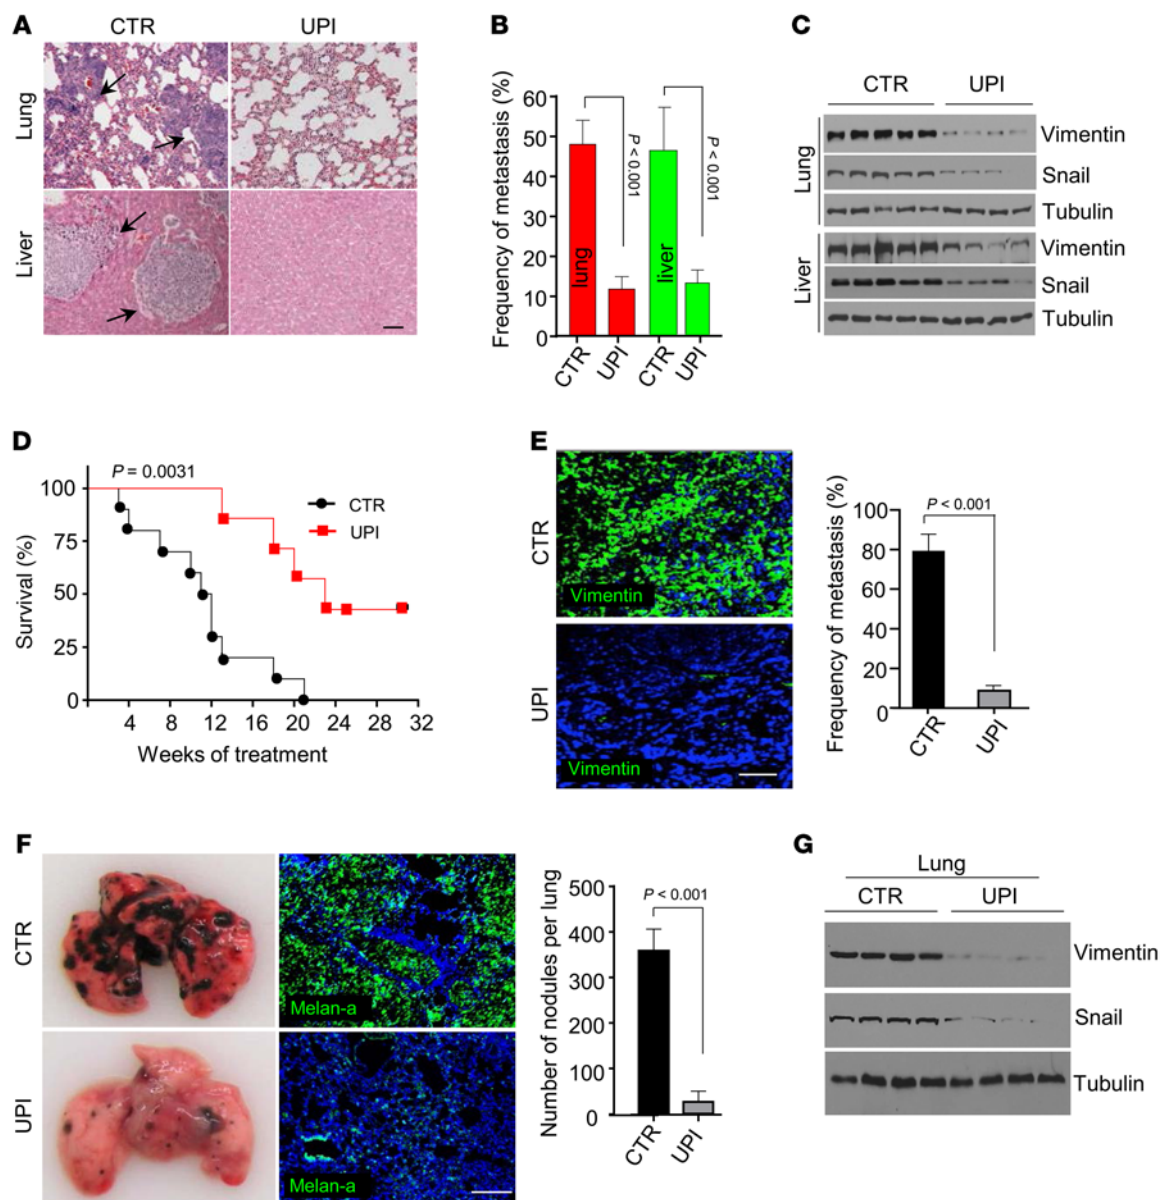 A
CTR
UPI
Lung
Liver
B
Frequency of metastasis (%)
60
50
40
30
20
10
0
lung
liver
P < 0.001
P < 0.001
CTR
UPI
CTR
UPI
C
CTR
UPI
Lung
Vimentin
Snail
Tubulin
Liver
Vimentin
Snail
Tubulin
D
P = 0.0031
Survival (%)
100
75
50
25
0
CTR
UPI
4 8 12 16 20 24 28 32
Weeks of treatment
E
CTR
Vimentin
UPI
Vimentin
Frequency of metastasis (%)
P < 0.001
100
80
60
40
20
0
CTR
UPI
F
CTR
Melan-a
UPI
Melan-a
Number of nodules per lung
P < 0.001
500
400
300
200
100
0
CTR
UPI
G
Lung
CTR
UPI
Vimentin
Snail
Tubulin